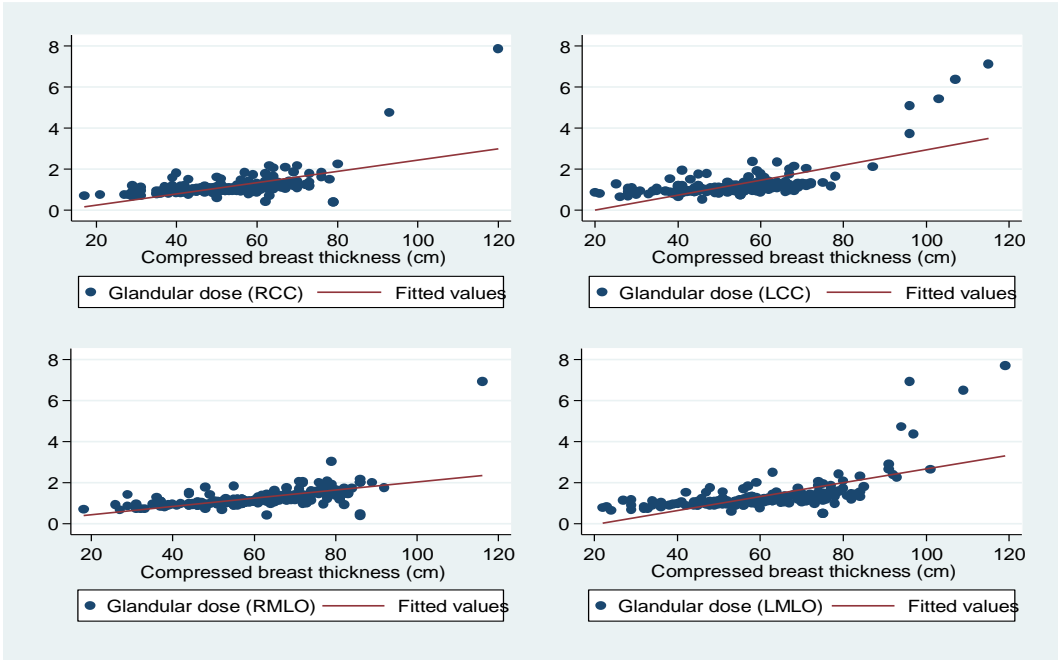 8
6
4
2
0
20 40 60 80 100 120
Compressed breast thickness (cm)
Glandular dose (RCC) Fitted values
8
6
4
2
0
20 40 60 80 100 120
Compressed breast thickness (cm)
Glandular dose (LCC) Fitted values
8
6
4
2
0
20 40 60 80 100 120
Compressed breast thickness (cm)
Glandular dose (RMLO) Fitted values
8
6
4
2
0
20 40 60 80 100 120
Compressed breast thickness (cm)
Glandular dose (LMLO) Fitted values